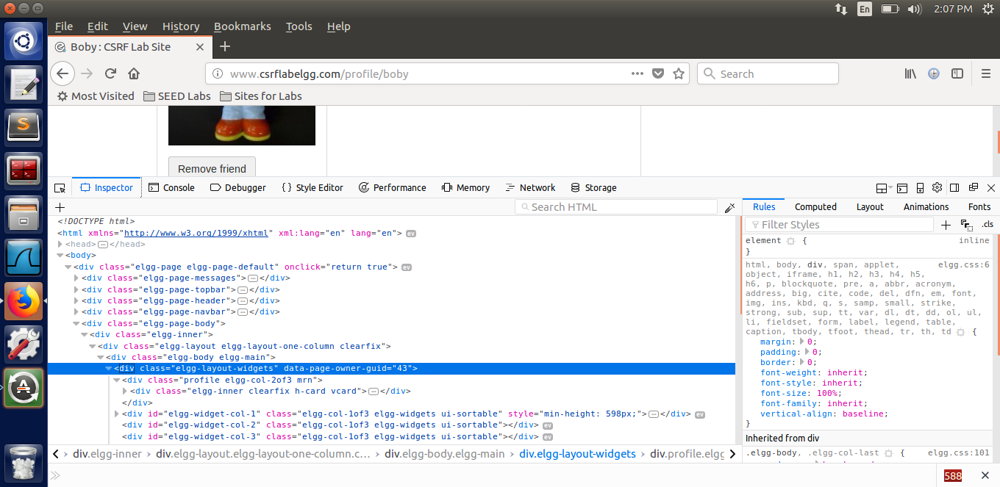 En 2:07 PM
File Edit View History Bookmarks Tools Help
Boby : CSRF Lab Site
www.csrflabelgg.com/profile/boby Search
Most Visited SEED Labs Sites for Labs
Remove friend
Inspector Console Debugger {} Style Editor Performance Memory Network Storage
Search HTML
<!DOCTYPE html>
<html xmlns="http://www.w3.org/1999/xhtml" xml:lang="en" lang="en"> ev
<head></head>
<body>
<div class="elgg-page elgg-page-default" onclick="return true"> ev
<div class="elgg-page-messages"></div>
<div class="elgg-page-topbar"></div>
<div class="elgg-page-header"></div>
<div class="elgg-page-navbar"></div>
<div class="elgg-page-body">
<div class="elgg-inner">
<div class="elgg-layout elgg-layout-one-column clearfix">
<div class="elgg-body elgg-main">
<div class="elgg-layout-widgets" data-page-owner-guid="43">
<div class="profile elgg-col-2of3 mrn">
<div class="elgg-inner clearfix h-card vcard"></div>
</div>
<div id="elgg-widget-col-1" class="elgg-col-1of3 elgg-widgets ui-sortable" style="min-height: 598px;"></div> ev
<div id="elgg-widget-col-2" class="elgg-col-1of3 elgg-widgets ui-sortable"></div> ev
<div id="elgg-widget-col-3" class="elgg-col-1of3 elgg-widgets ui-sortable"></div> ev
div.elgg-inner div.elgg-layout.elgg-layout-one-column.c… div.elgg-body.elgg-main div.elgg-layout-widgets div.profile.elgg
Rules Computed Layout Animations Fonts
Filter Styles .cls
element { inline
}
html, body, div, span, applet, elgg.css:6
object, iframe, h1, h2, h3, h4, h5,
h6, p, blockquote, pre, a, abbr, acronym,
address, big, cite, code, del, dfn, em, font,
img, ins, kbd, q, s, samp, small, strike,
strong, sub, sup, tt, var, dl, dt, dd, ol, ul,
li, fieldset, form, label, legend, table,
caption, tbody, tfoot, thead, tr, th, td {
margin: 0;
padding: 0;
border: 0;
font-weight: inherit;
font-style: inherit;
font-size: 100%;
font-family: inherit;
vertical-align: baseline;
}
Inherited from div
.elgg-body, .elgg-col-last { elgg.css:101
588